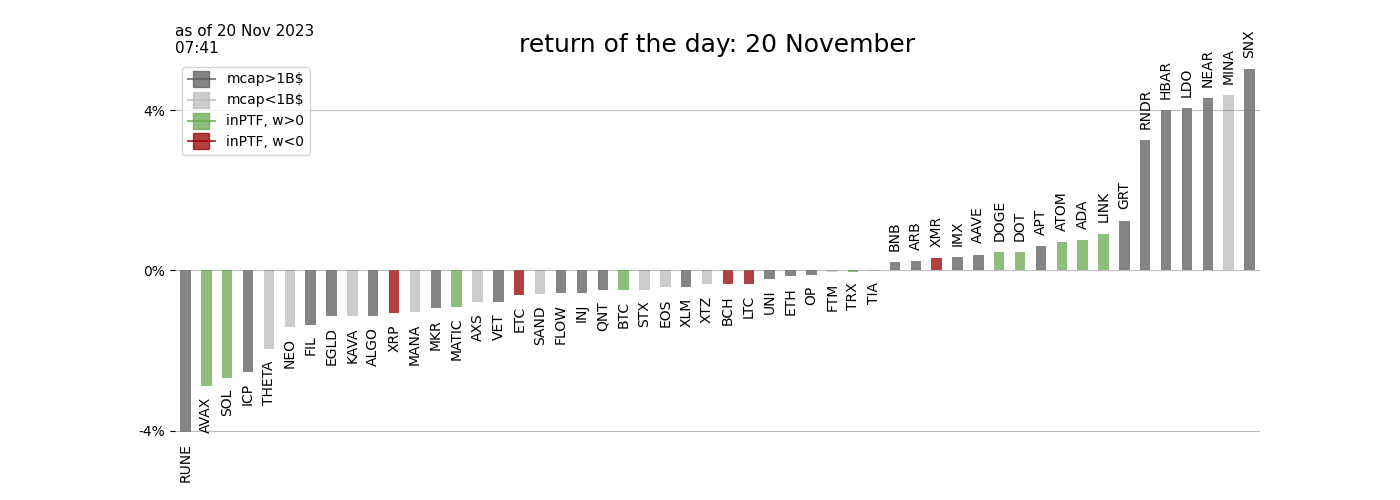 as of 20 Nov 2023
07:41
return of the day: 20 November
mcap>1B$
mcap<1B$
inPTF, w>0
inPTF, w<0
4%
0%
-4%
RUNE
AVAX
SOL
ICP
THETA
NEO
FIL
EGLD
KAVA
ALGO
XRP
MANA
MKR
MATIC
AXS
VET
ETC
SAND
FLOW
INJ
QNT
BTC
STX
EOS
XLM
XTZ
BCH
LTC
UNI
ETH
OP
FTM
TRX
TIA
BNB
ARB
XMR
IMX
AAVE
DOGE
DOT
APT
ATOM
ADA
LINK
GRT
RNDR
HBAR
LDO
NEAR
MINA
SNX